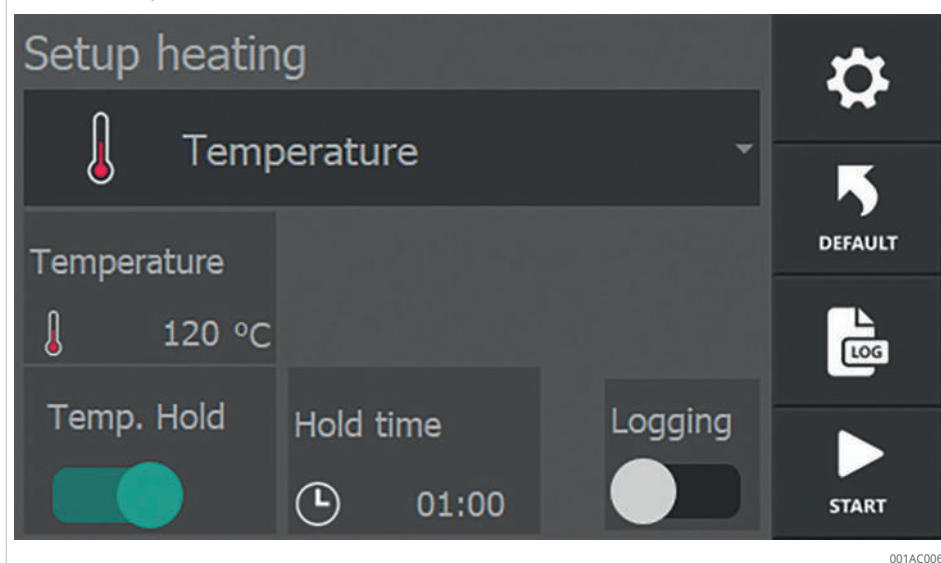 Setup heating
Temperature
DEFAULT
Temperature
120 °C
LOG
Temp. Hold
Hold time
Logging
01:00
START
001AC006